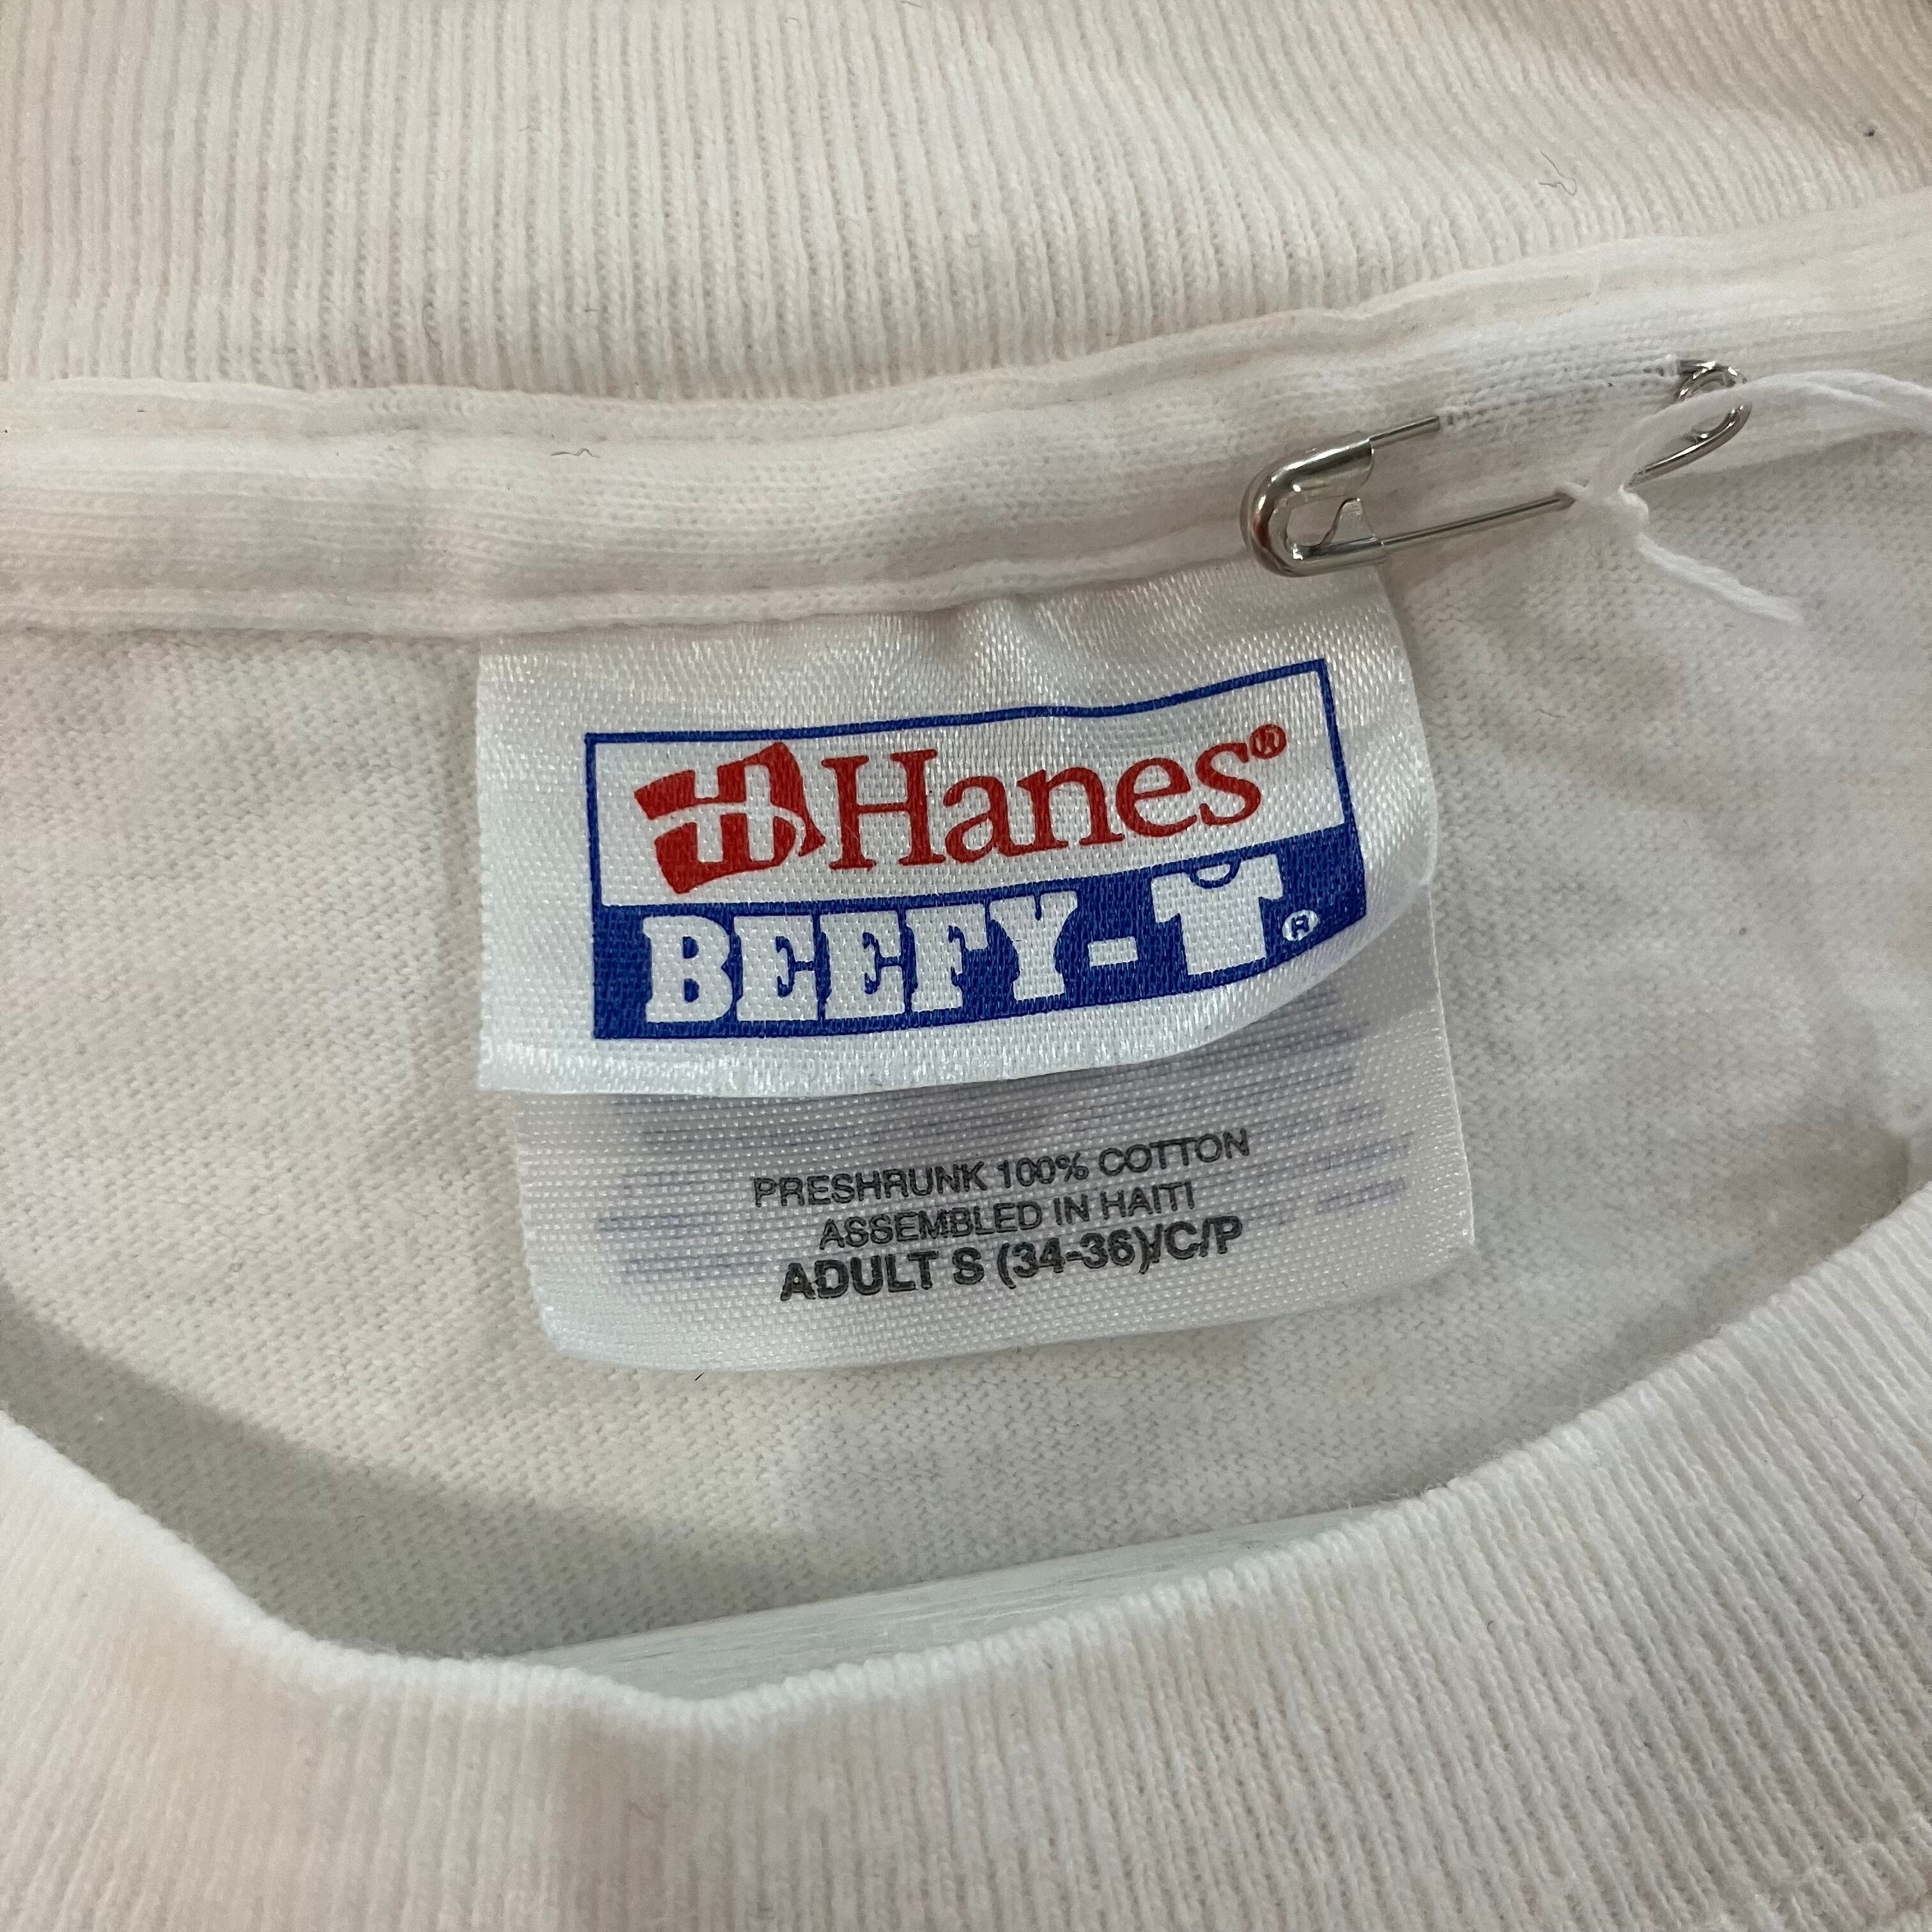 Hanes®
BEEFY-T®
PRESHRUNK 100% COTTON
ASSEMBLED IN HAITI
ADULT S (34-36)/C/P